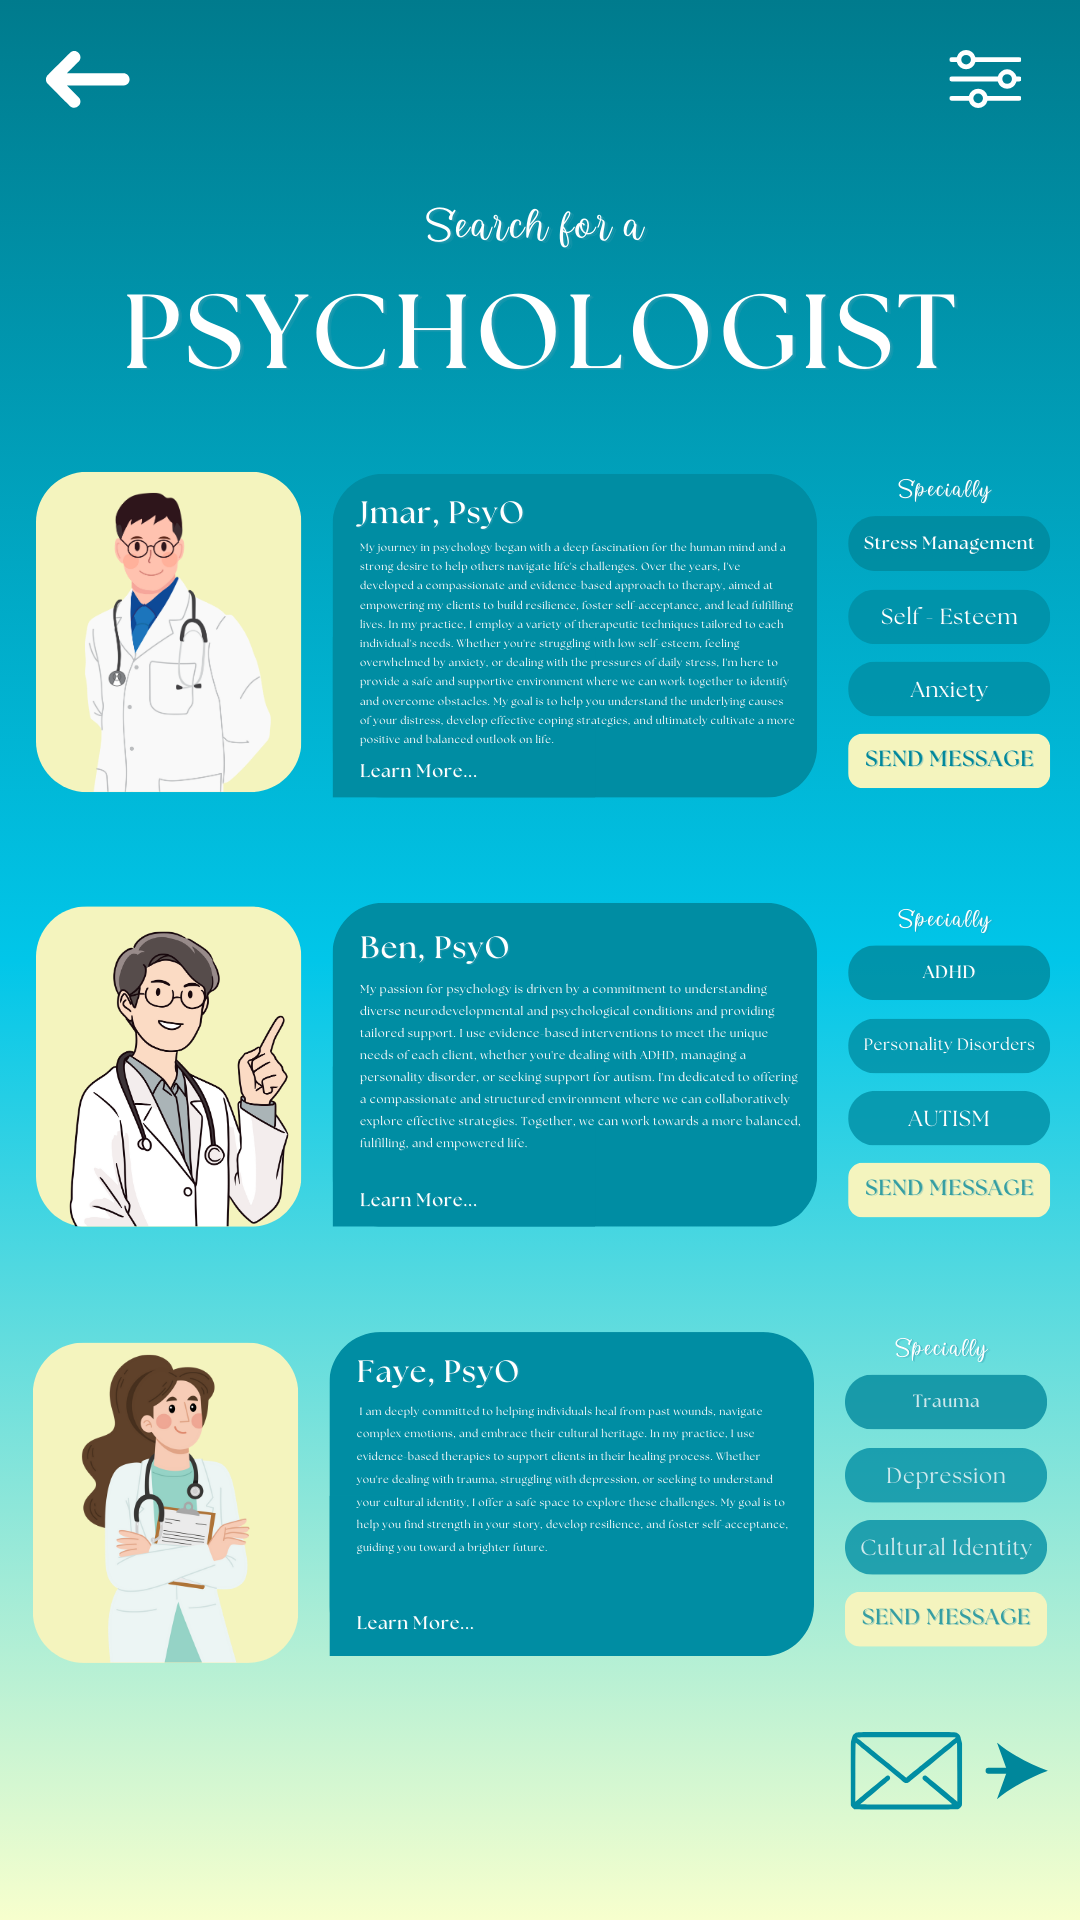 Search for a
PSYCHOLOGIST
Jmar, PsyO
My journey in psychology began with a deep fascination for the human mind and a
strong desire to help others navigate life's challenges. Over the years, I've
developed a compassionate and evidence-based approach to therapy, aimed at
empowering my clients to build resilience, foster self-acceptance, and lead fulfilling
lives. In my practice, I employ a variety of therapeutic techniques tailored to each
individual's needs. Whether you're struggling with low self-esteem, feeling
overwhelmed by anxiety, or dealing with the pressures of daily stress, I'm here to
provide a safe and supportive environment where we can work together to identify
and overcome obstacles. My goal is to help you understand the underlying causes
of your distress, develop effective coping strategies, and ultimately cultivate a more
positive and balanced outlook on life.
Learn More...
Specially
Stress Management
Self - Esteem
Anxiety
SEND MESSAGE
Ben, PsyO
My passion for psychology is driven by a commitment to understanding
diverse neurodevelopmental and psychological conditions and providing
tailored support. I use evidence-based interventions to meet the unique
needs of each client, whether you're dealing with ADHD, managing a
personality disorder, or seeking support for autism. I'm dedicated to offering
a compassionate and structured environment where we can collaboratively
explore effective strategies. Together, we can work towards a more balanced,
fulfilling, and empowered life.
Learn More...
Specially
ADHD
Personality Disorders
AUTISM
SEND MESSAGE
Faye, PsyO
I am deeply committed to helping individuals heal from past wounds, navigate
complex emotions, and embrace their cultural heritage. In my practice, I use
evidence-based therapies to support clients in their healing process. Whether
you're dealing with trauma, struggling with depression, or seeking to understand
your cultural identity, I offer a safe space to explore these challenges. My goal is to
help you find strength in your story, develop resilience, and foster self-acceptance,
guiding you toward a brighter future.
Learn More...
Specially
Trauma
Depression
Cultural Identity
SEND MESSAGE